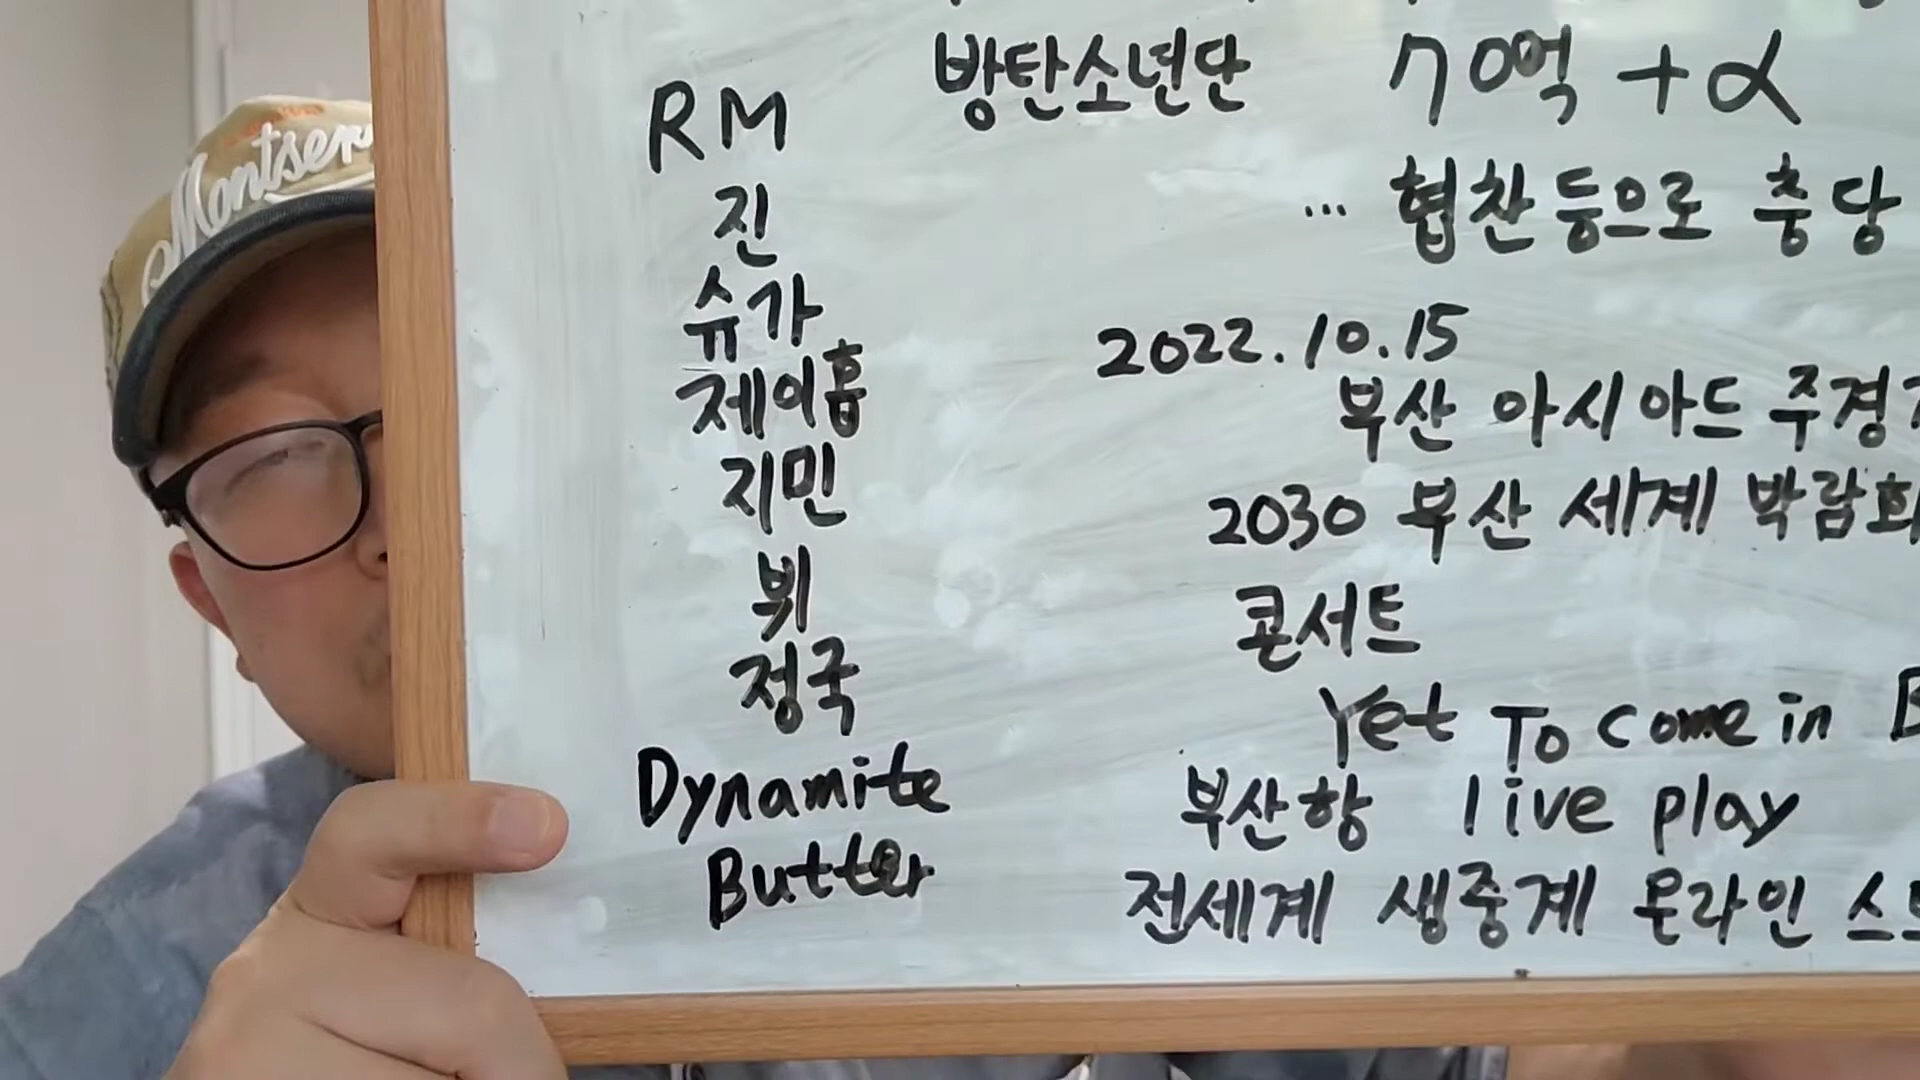 Montser
방탄소년단 70억 +α
RM
… 협찬등으로 충당
진
슈가
2022.10.15
제이홉
부산 아시아드 주경
지민
2030 부산 세계 박람회
뷔
콘서트
정국
Yet To Come in B
Dynamite
부산항 live play
Butter
전세계 생중계 온라인 스트